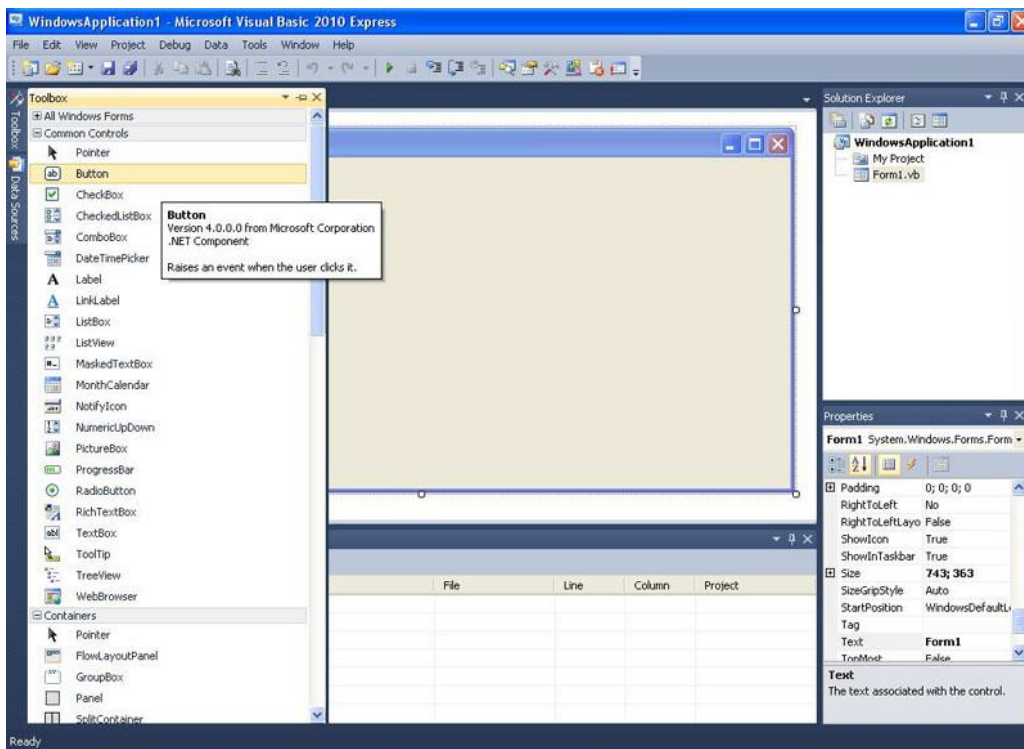 WindowsApplication1 - Microsoft Visual Basic 2010 Express
File Edit View Project Debug Data Tools Window Help
Toolbox
Data Sources
Toolbox
All Windows Forms
Common Controls
Pointer
Button
CheckBox
CheckedListBox
ComboBox
DateTimePicker
Label
LinkLabel
ListBox
ListView
MaskedTextBox
MonthCalendar
NotifyIcon
NumericUpDown
PictureBox
ProgressBar
RadioButton
RichTextBox
TextBox
ToolTip
TreeView
WebBrowser
Containers
Pointer
FlowLayoutPanel
GroupBox
Panel
SplitContainer
Button
Version 4.0.0.0 from Microsoft Corporation
.NET Component
Raises an event when the user clicks it.
File Line Column Project
Solution Explorer
WindowsApplication1
My Project
Form1.vb
Properties
Form1 System.Windows.Forms.Form
Padding 0; 0; 0; 0
RightToLeft No
RightToLeftLayo False
ShowIcon True
ShowInTaskbar True
Size 743; 363
SizeGripStyle Auto
StartPosition WindowsDefaultL
Tag
Text Form1
TopMost False
Text
The text associated with the control.
Ready